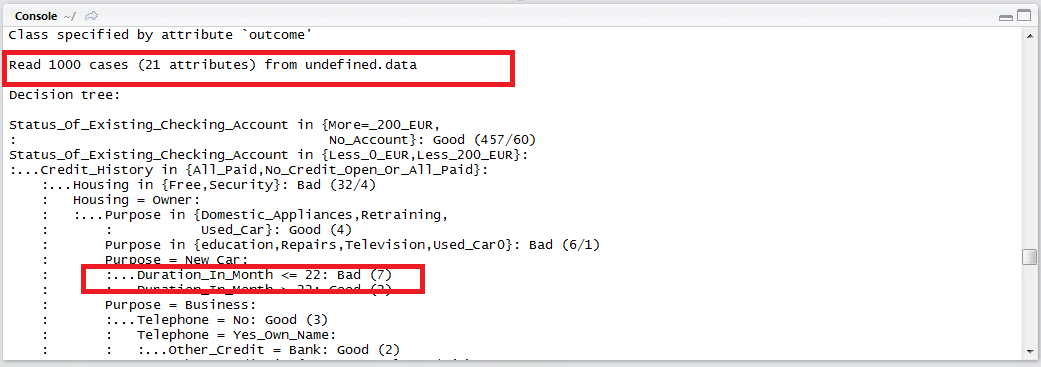 Console ~/
Class specified by attribute `outcome'
Read 1000 cases (21 attributes) from undefined.data
Decision tree:
Status_Of_Existing_Checking_Account in {More=_200_EUR,
:                                       No_Account}: Good (457/60)
Status_Of_Existing_Checking_Account in {Less_0_EUR,Less_200_EUR}:
:...Credit_History in {All_Paid,No_Credit_Open_Or_All_Paid}:
    :...Housing in {Free,Security}: Bad (32/4)
    :   Housing = Owner:
    :   :...Purpose in {Domestic_Appliances,Retraining,
    :       :           Used_Car}: Good (4)
    :       Purpose in {education,Repairs,Television,Used_Car0}: Bad (6/1)
    :       Purpose = New_Car:
    :       :...Duration_In_Month <= 22: Bad (7)
    :       :   Duration_In_Month > 22: Good (2)
    :       Purpose = Business:
    :       :...Telephone = No: Good (3)
    :       :   Telephone = Yes_Own_Name:
    :       :   :...Other_Credit = Bank: Good (2)